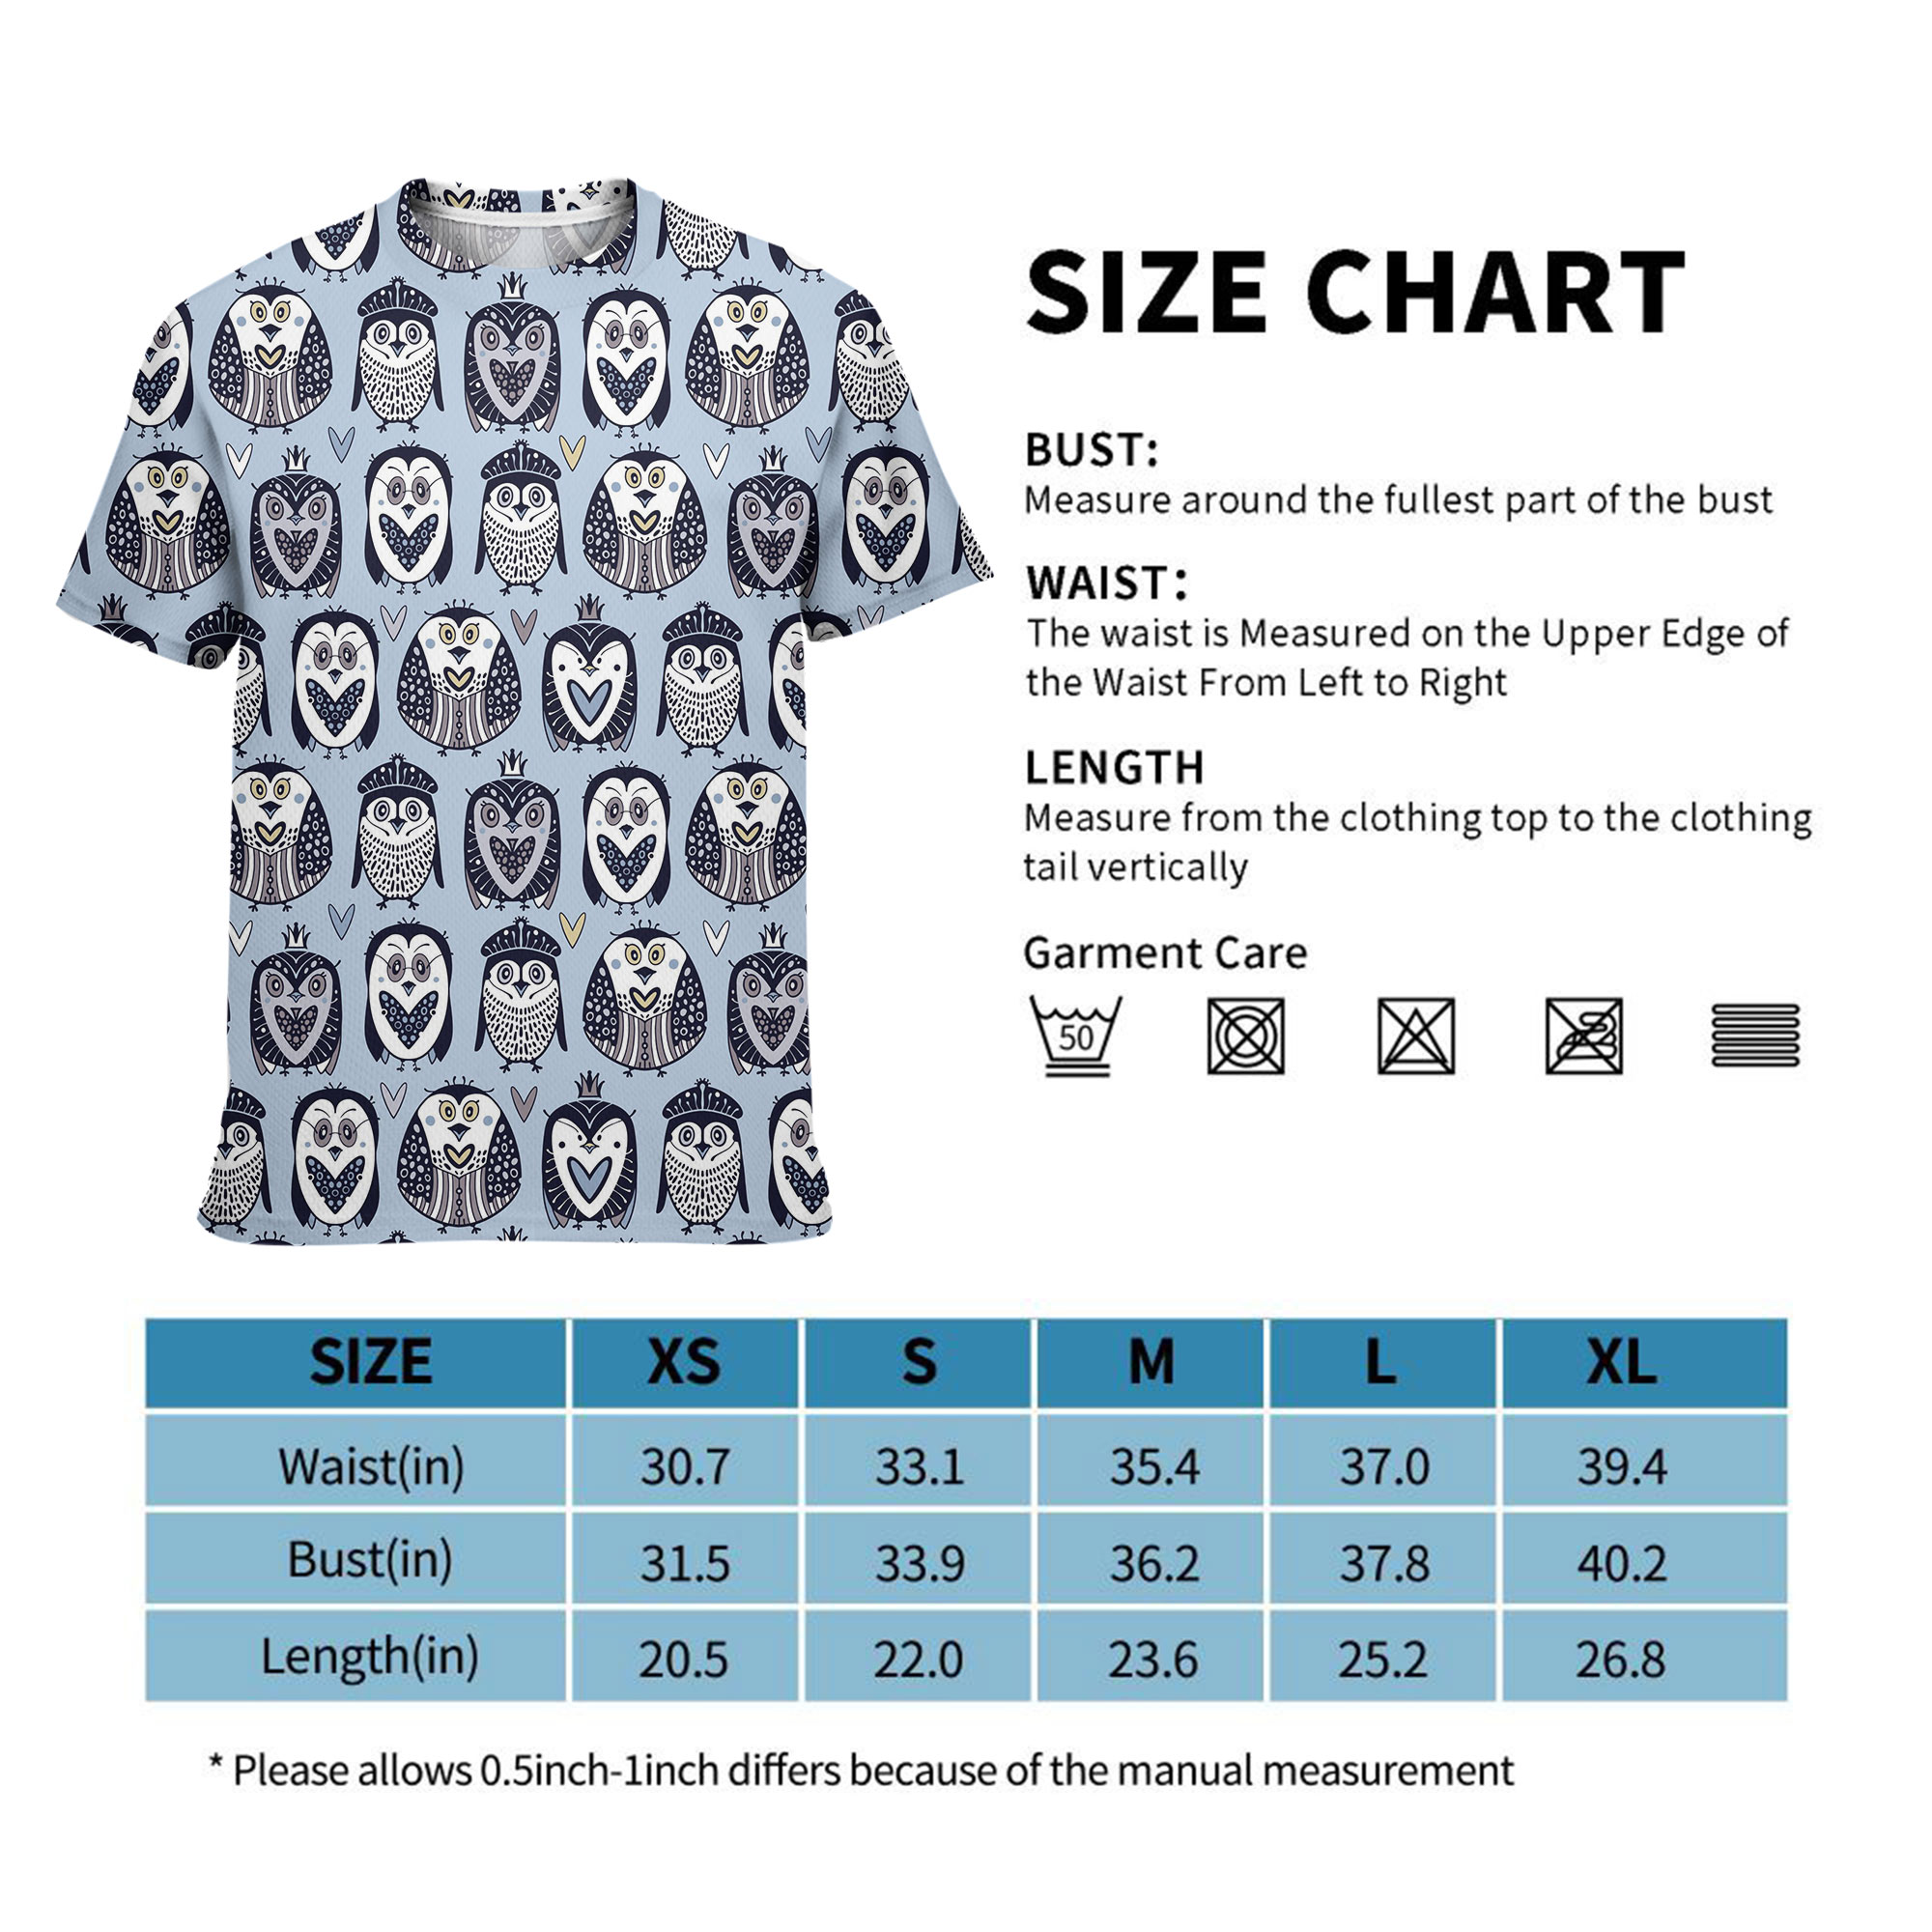 SIZE CHART
BUST:
Measure around the fullest part of the bust
WAIST:
The waist is Measured on the Upper Edge of
the Waist From Left to Right
LENGTH
Measure from the clothing top to the clothing
tail vertically
Garment Care
50
SIZE XS S M L XL
Waist(in) 30.7 33.1 35.4 37.0 39.4
Bust(in) 31.5 33.9 36.2 37.8 40.2
Length(in) 20.5 22.0 23.6 25.2 26.8
* Please allows 0.5inch-1inch differs because of the manual measurement